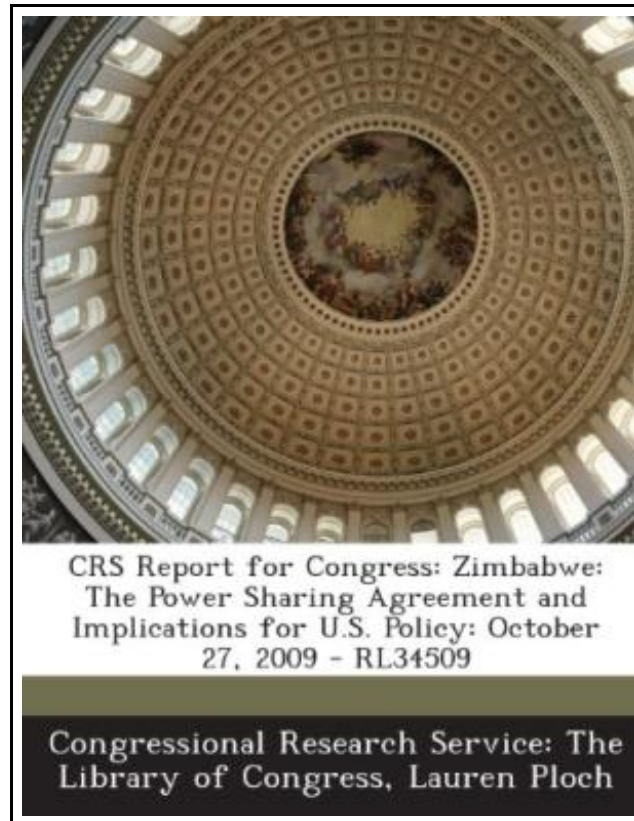 CRS Report for Congress: Zimbabwe:
The Power Sharing Agreement and
Implications for U.S. Policy: October
27, 2009 - RL34509
Congressional Research Service: The
Library of Congress, Lauren Ploch